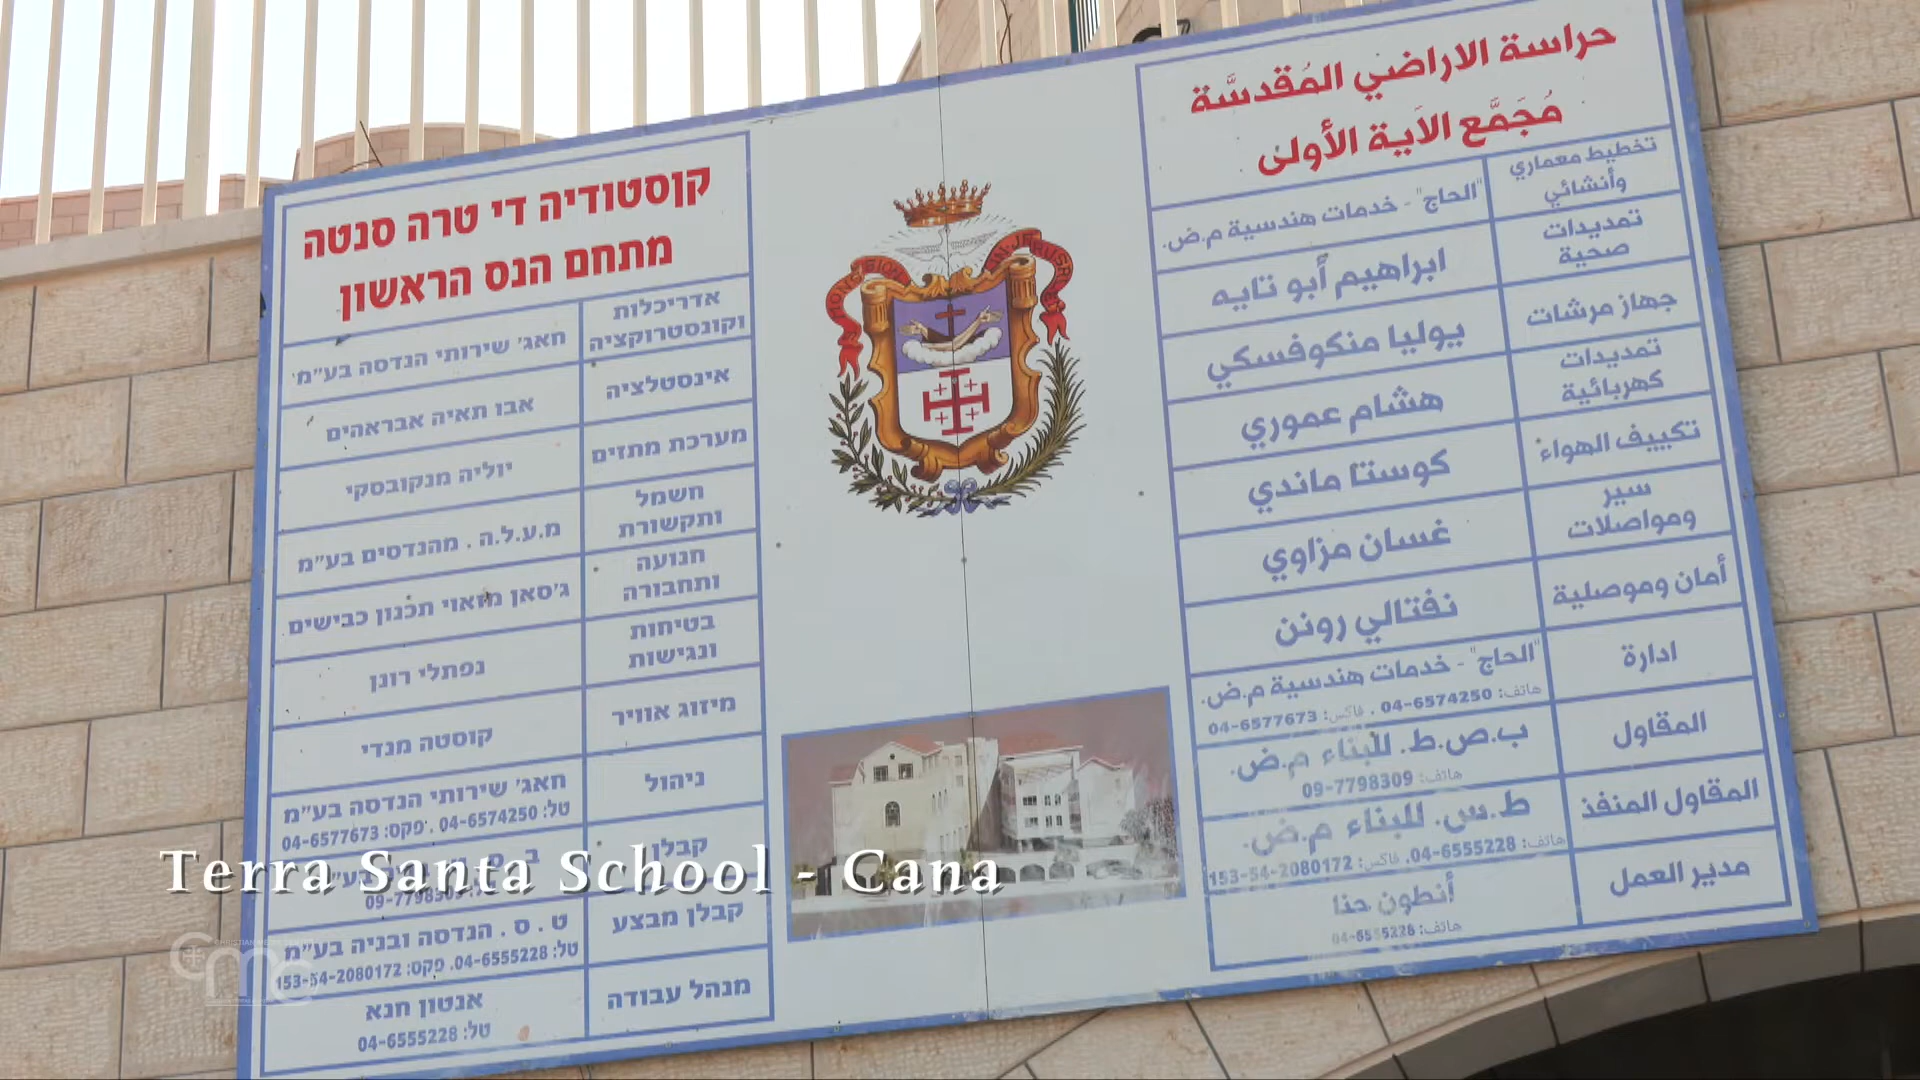 קוסטודיה די טרה סנטה
מתחם הנס הראשון
אדריכלות
וקונסטרוקציה
חאג׳ שירותי הנדסה בע״מ
אינסטלציה
אבו תאיה אבראהים
מערכת מתזים
יוליה מנקובסקי
חשמל
ותקשורת
מ.ע.ל.ה . מהנדסים בע״מ
תנועה
ותחבורה
ג׳סאן מזאוי תכנון כבישים
בטיחות
ונגישות
נפתלי רונן
מיזוג אוויר
קוסטה מנדי
ניהול
חאג׳ שירותי הנדסה בע״מ
טל: 04-6574250 . פקס: 04-6577673
קבלן
09-7798309
קבלן מבצע
ט . ס . הנדסה ובניה בע״מ
טל: 04-6555228. פקס: 153-54-2080172
מנהל עבודה
אנטון חנא
טל: 04-6555228
حراسة الاراضي المُقدسَّة
مُجَمَّع الآية الأولى
تخطيط معماري
وأنشائي
"الحاج" - خدمات هندسية م.ض.
تمديدات
صحية
ابراهيم أبو تايه
جهاز مرشات
يوليا منكوفسكي
تمديدات
كهربائية
هشام عموري
تكييف الهواء
كوستا ماندي
سير
ومواصلات
غسان مزاوي
أمان وموصلية
نفتالي رونن
ادارة
"الحاج" - خدمات هندسية م.ض.
هاتف: 04-6574250 . فاكس: 04-6577673
المقاول
ب.ص.ط. للبناء م.ض.
هاتف: 09-7798309
المقاول المنفذ
ط.س. للبناء م.ض.
هاتف: 04-6555228. فاكس: 153-54-2080172
مدير العمل
أنطون حنا
هاتف: 04-6555228
Terra Santa School - Cana